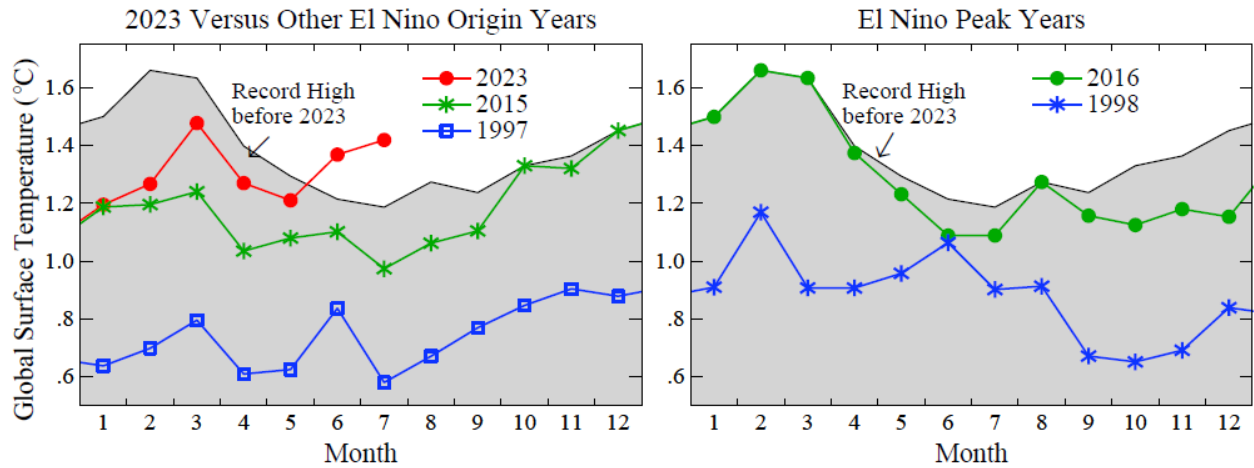 2023 Versus Other El Nino Origin Years
El Nino Peak Years
Global Surface Temperature (°C)
1.6
1.4
1.2
1.0
.8
.6
Record High
before 2023
2023
2015
1997
1 2 3 4 5 6 7 8 9 10 11 12
Month
1.6
1.4
1.2
1.0
.8
.6
Record High
before 2023
2016
1998
1 2 3 4 5 6 7 8 9 10 11 12
Month